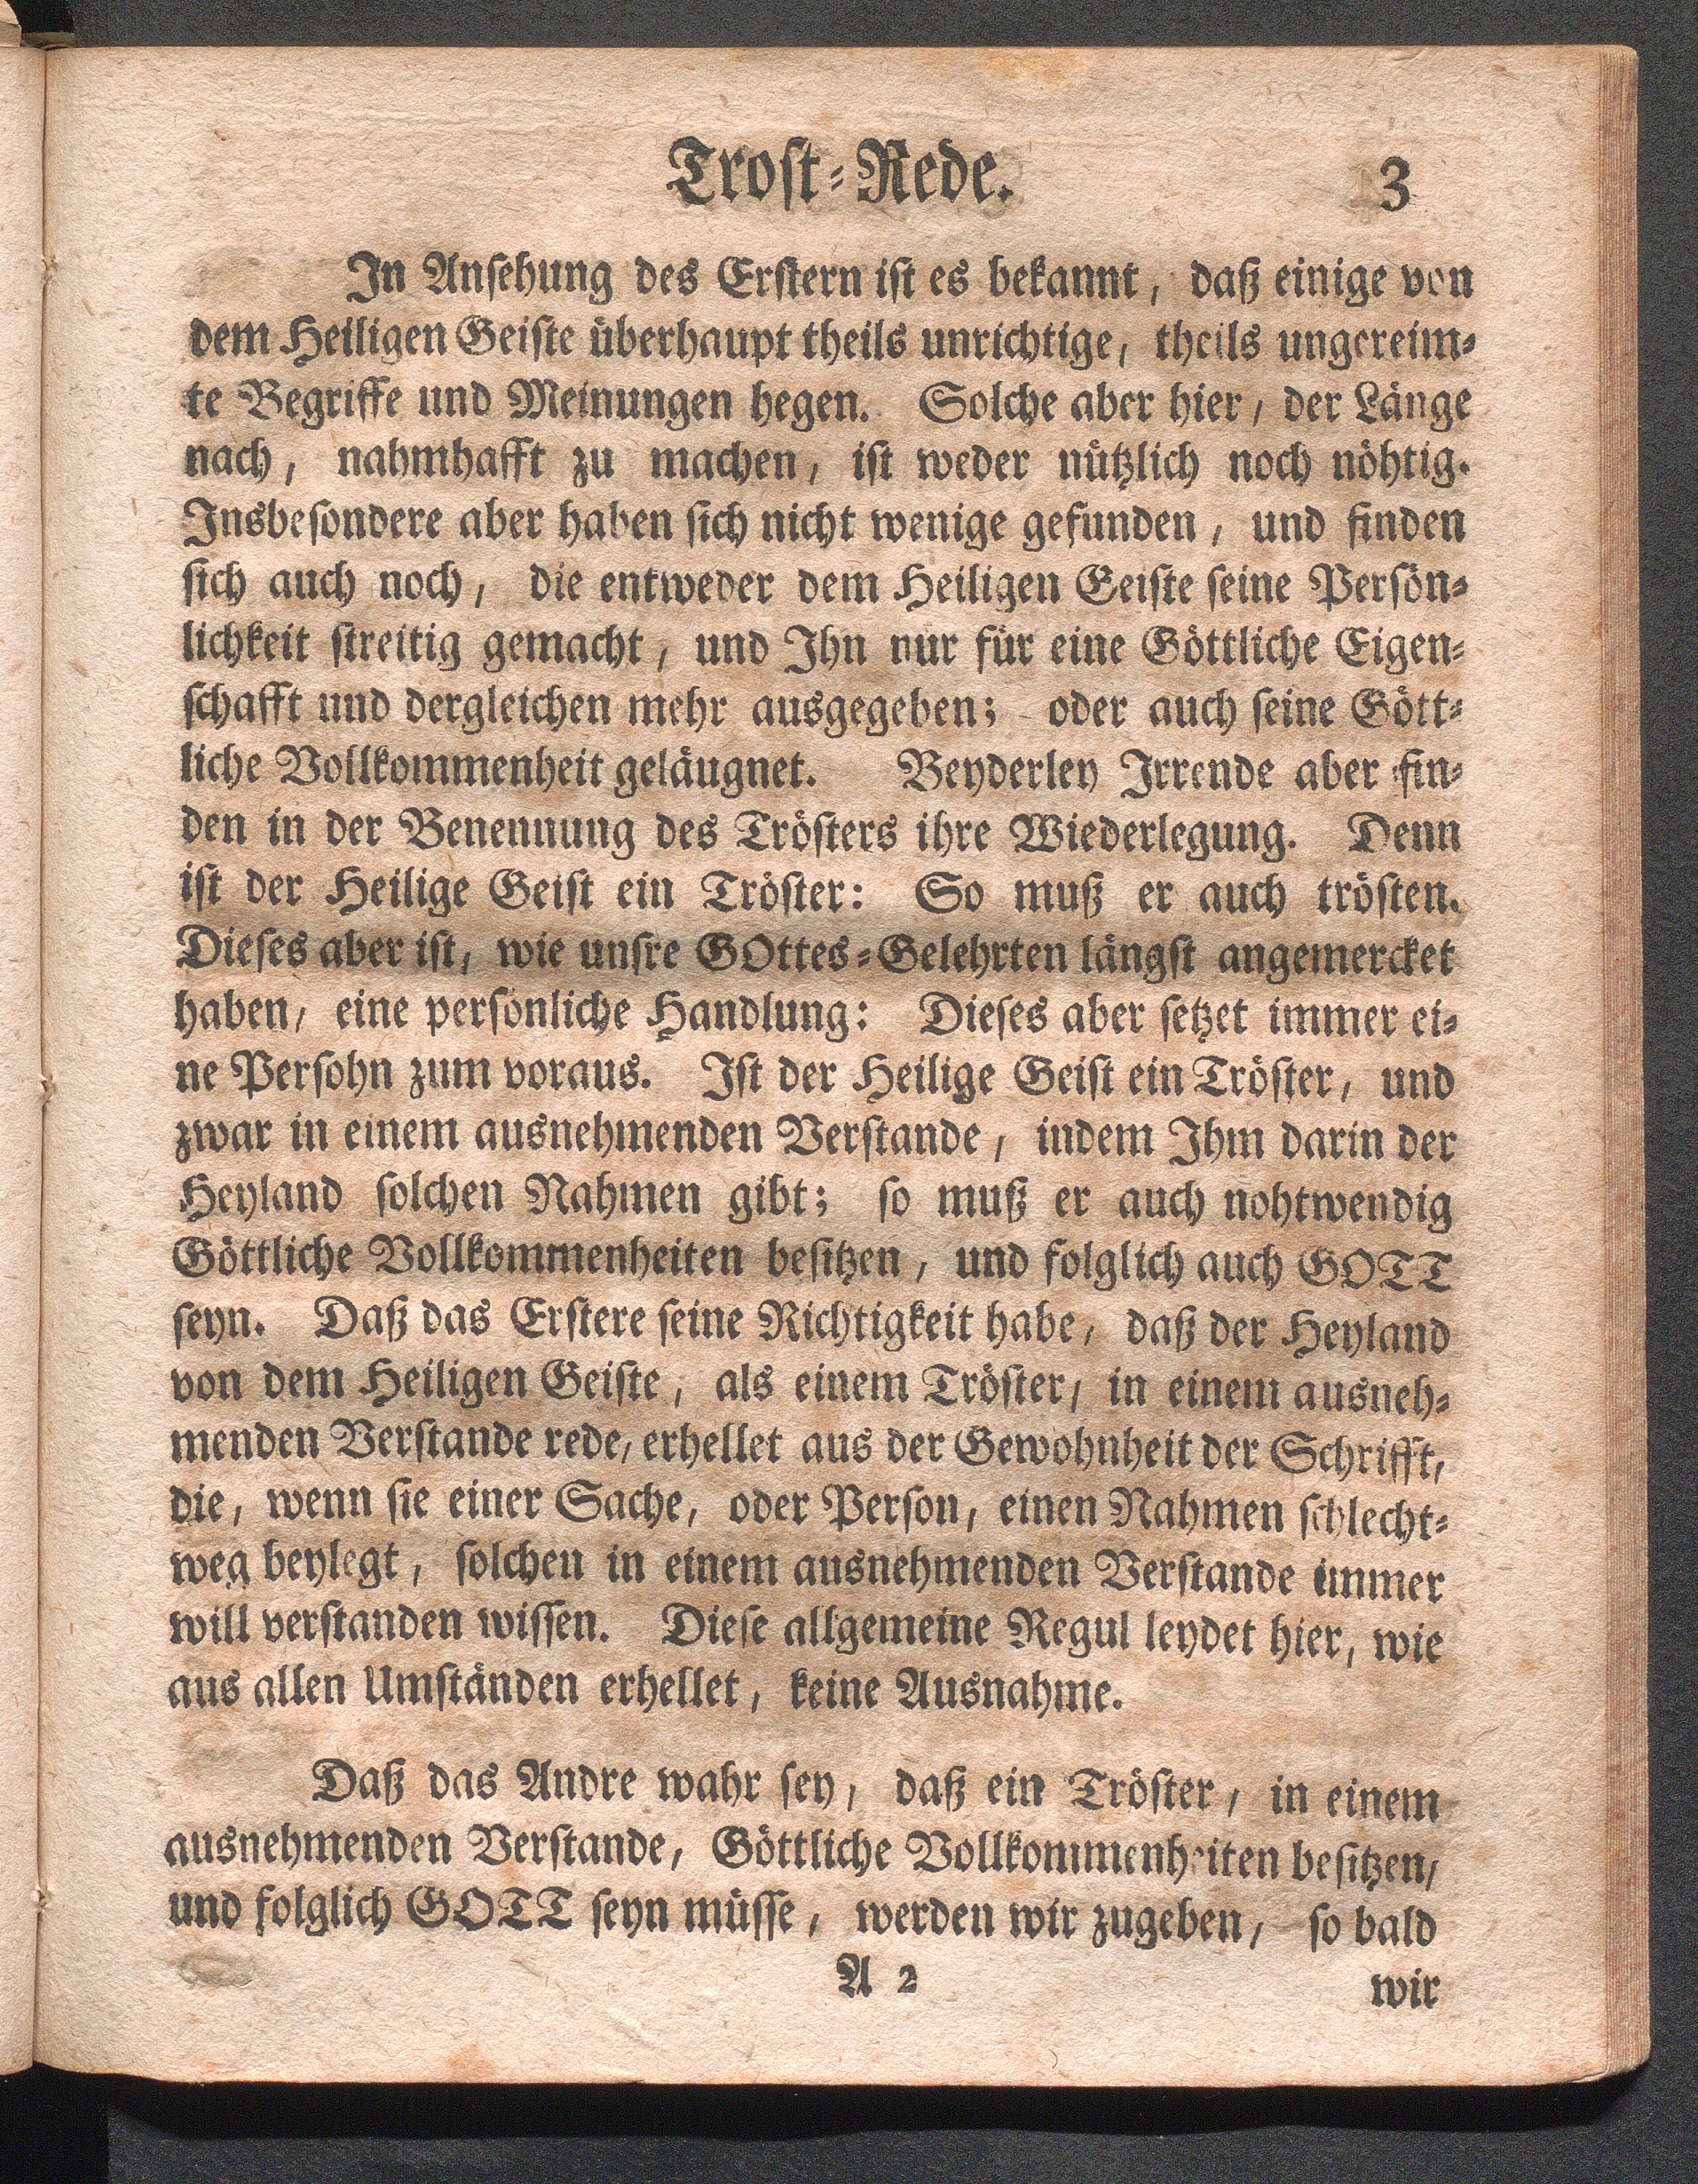 Trost-Rede. 3
In Ansehung des Erstern ist es bekannt, daß einige von
dem Heiligen Geiste überhaupt theils unrichtige, theils ungereim-
te Begriffe und Meinungen hegen. Solche aber hier, der Länge
nach, nahmhafft zu machen, ist weder nützlich noch nöhtig.
Insbesondere aber haben sich nicht wenige gefunden, und finden
sich auch noch, die entweder dem Heiligen Geiste seine Persön-
lichkeit streitig gemacht, und Ihn nur für eine Göttliche Eigen-
schafft und dergleichen mehr ausgegeben; oder auch seine Gött-
liche Vollkommenheit geläugnet. Beyderley Irrende aber fin-
den in der Benennung des Trösters ihre Wiederlegung. Denn
ist der Heilige Geist ein Tröster: So muß er auch trösten.
Dieses aber ist, wie unsre GOttes-Gelehrten längst angemercket
haben, eine persönliche Handlung: Dieses aber setzet immer ei-
ne Persohn zum voraus. Ist der Heilige Geist ein Tröster, und
zwar in einem ausnehmenden Verstande, indem Ihm darin der
Heyland solchen Nahmen gibt; so muß er auch nohtwendig
Göttliche Vollkommenheiten besitzen, und folglich auch GOTT
seyn. Daß das Erstere seine Richtigkeit habe, daß der Heyland
von dem Heiligen Geiste, als einem Tröster, in einem ausneh-
menden Verstande rede, erhellet aus der Gewohnheit der Schrifft,
die, wenn sie einer Sache, oder Person, einen Nahmen schlecht-
weg beylegt, solchen in einem ausnehmenden Verstande immer
will verstanden wissen. Diese allgemeine Regul leydet hier, wie
aus allen Umständen erhellet, keine Ausnahme.
Daß das Andre wahr sey, daß ein Tröster, in einem
ausnehmenden Verstande, Göttliche Vollkommenheiten besitzen,
und folglich GOTT seyn müsse, werden wir zugeben, so bald
A 2 wir